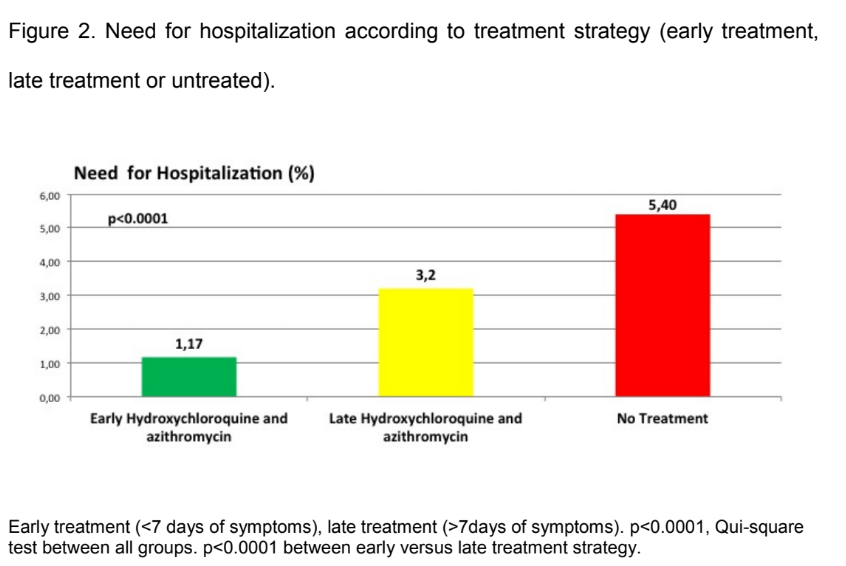 Figure 2. Need for hospitalization according to treatment strategy (early treatment,
late treatment or untreated).
Need for Hospitalization (%)
6,00
5,00
4,00
3,00
2,00
1,00
0,00
p<0.0001
1,17
3,2
5,40
Early Hydroxychloroquine and
azithromycin
Late Hydroxychloroquine and
azithromycin
No Treatment
Early treatment (<7 days of symptoms), late treatment (>7days of symptoms). p<0.0001, Qui-square
test between all groups. p<0.0001 between early versus late treatment strategy.